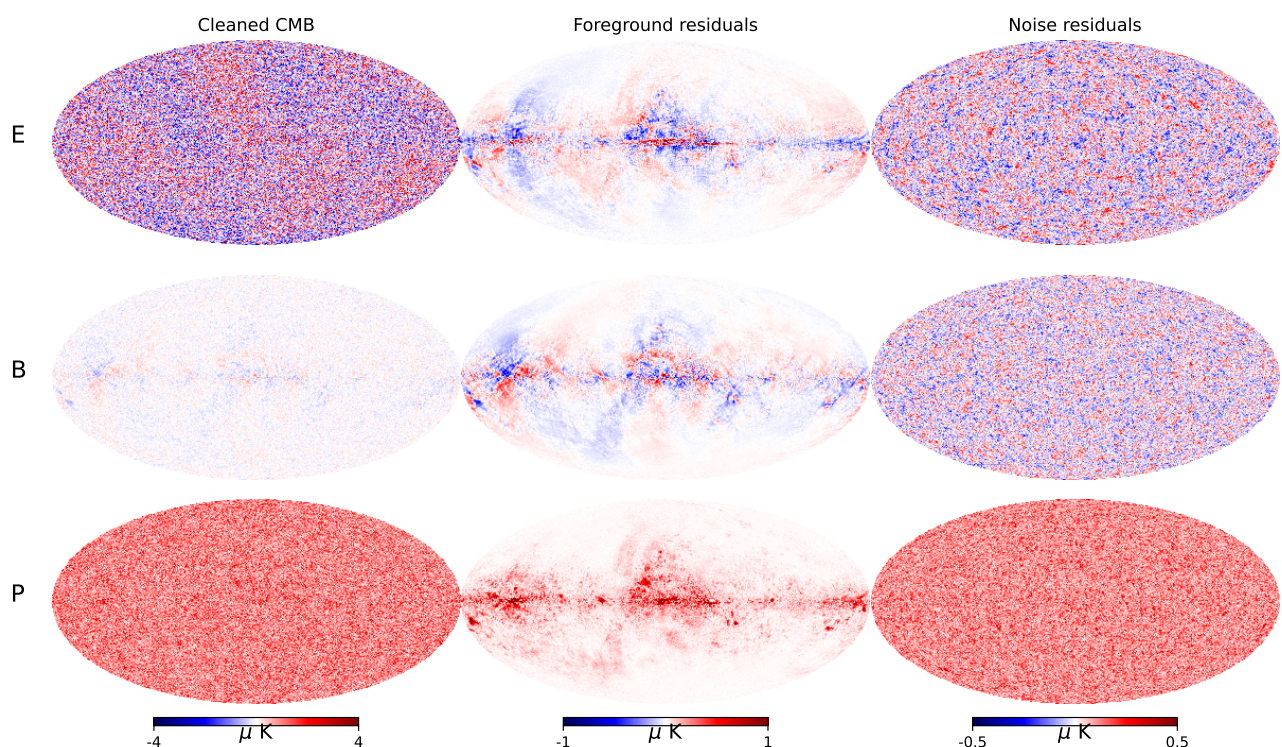 Cleaned CMB Foreground residuals Noise residuals
E
B
P
μ K μ K μ K
-4 4 -1 1 -0.5 0.5